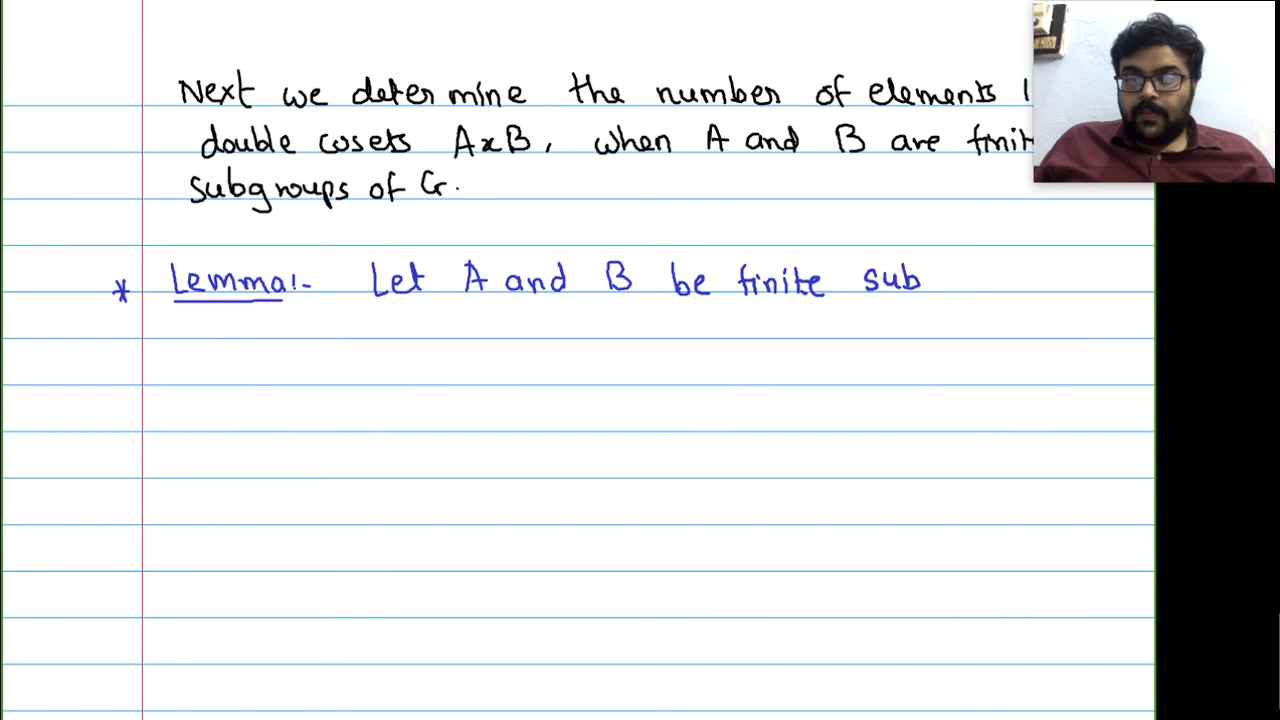 Next we determine the number of elements
double cosets AxB, when A and B are finit
subgroups of G.
* Lemma:- Let A and B be finite sub